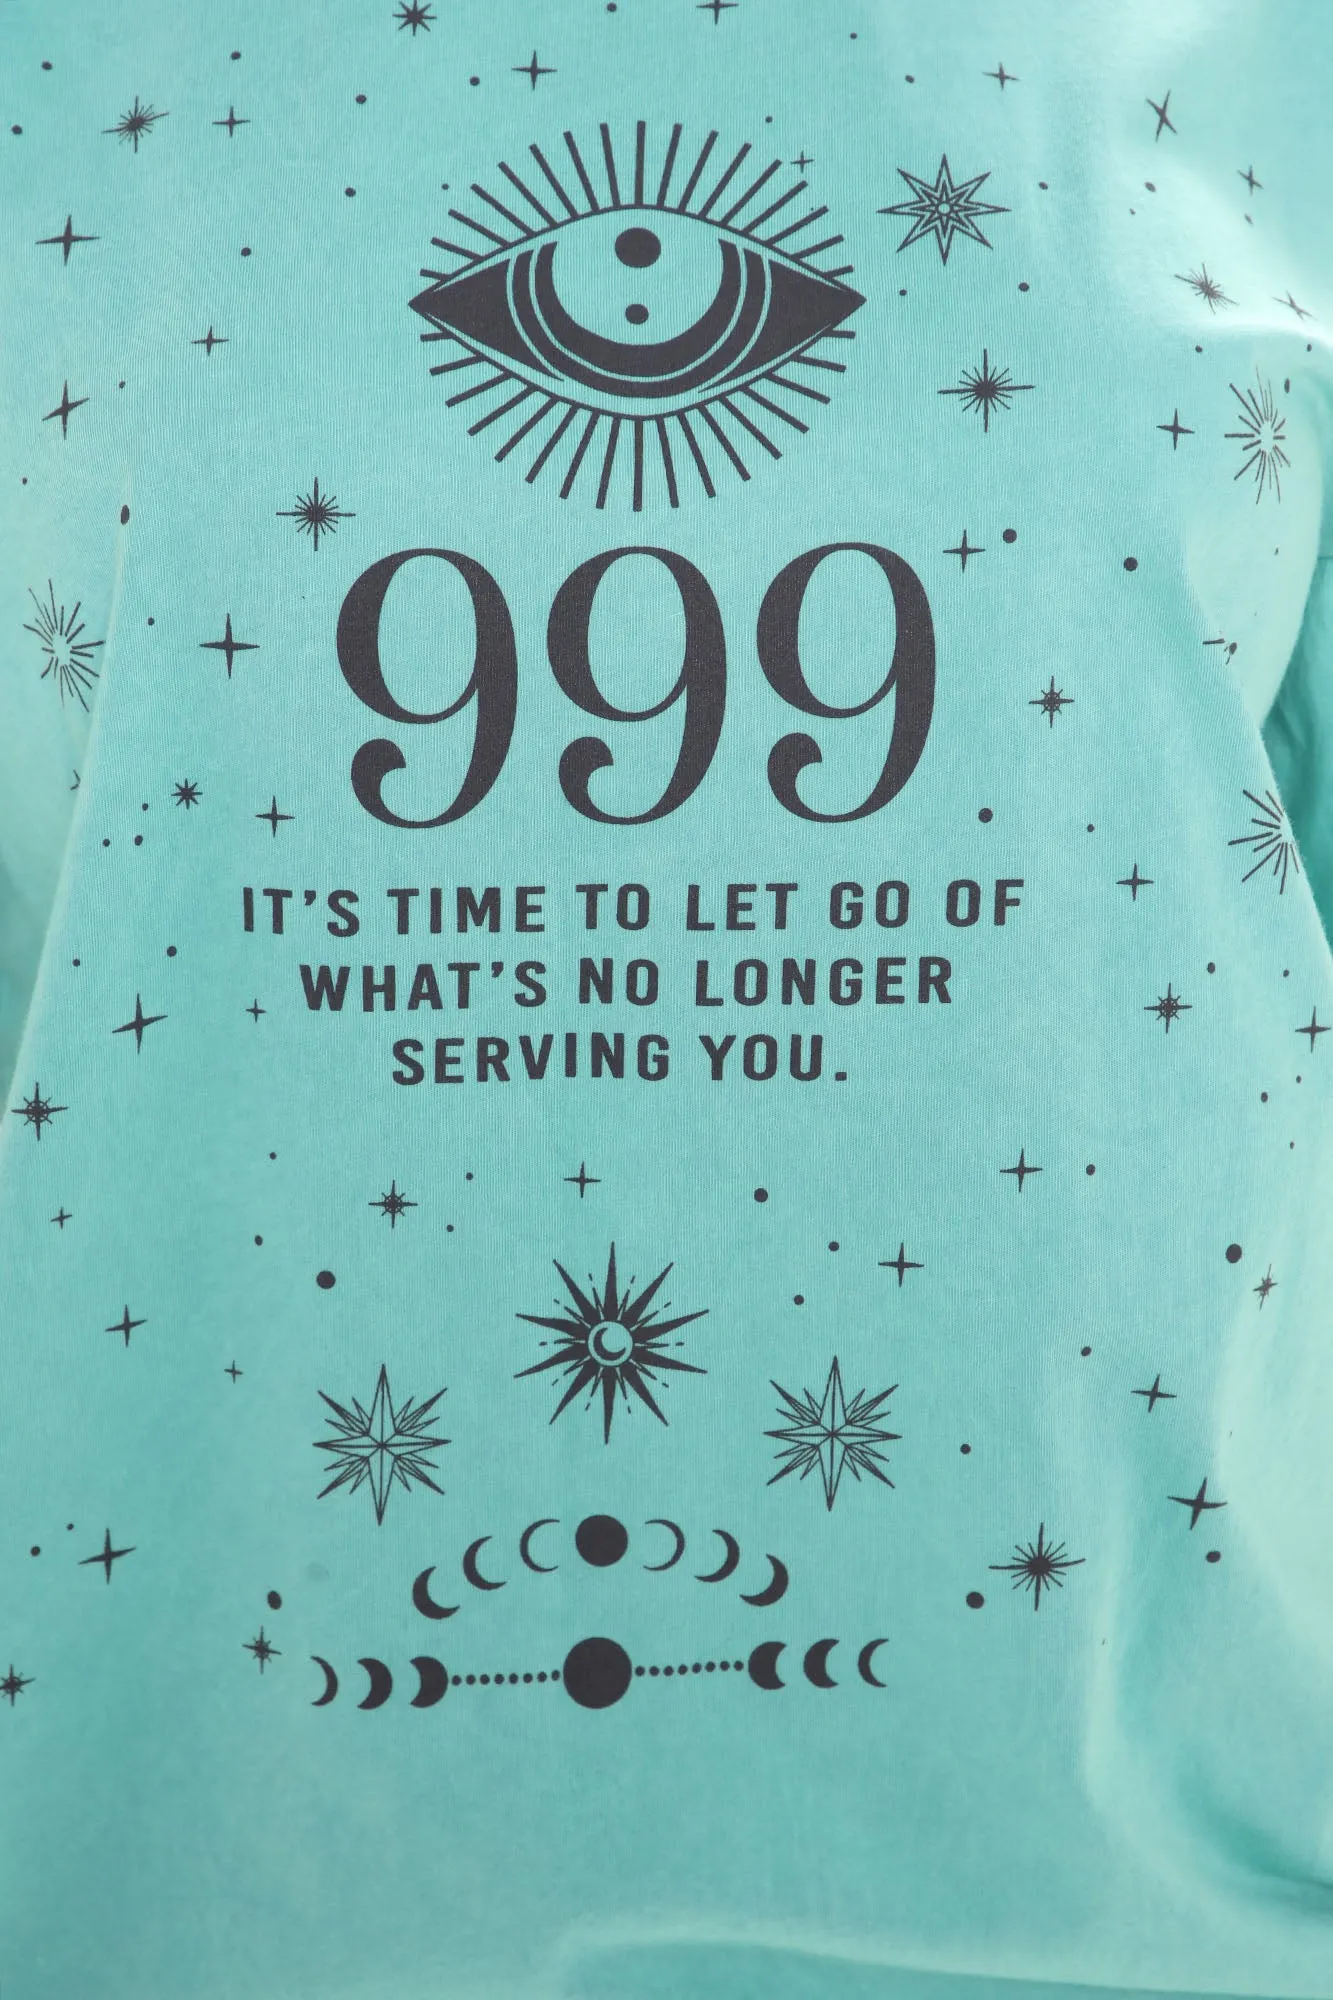 999
IT'S TIME TO LET GO OF
WHAT'S NO LONGER
SERVING YOU.